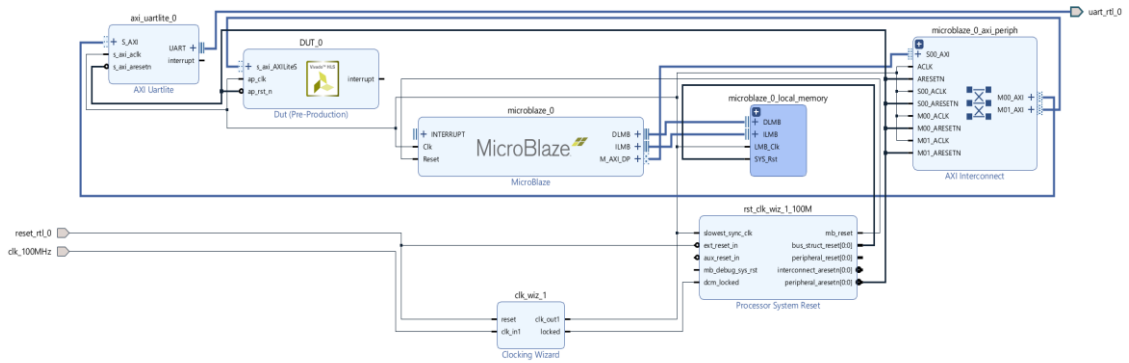 axi_uartlite_0
S_AXI
s_axi_aclk
s_axi_aresetn
UART
interrupt
AXI Uartlite
DUT_0
s_axi_AXILiteS
ap_clk
ap_rst_n
Vivado™ HLS
interrupt
Dut (Pre-Production)
microblaze_0
INTERRUPT
Clk
Reset
MicroBlaze
DLMB
ILMB
M_AXI_DP
MicroBlaze
microblaze_0_local_memory
DLMB
ILMB
LMB_Clk
SYS_Rst
microblaze_0_axi_periph
S00_AXI
ACLK
ARESETN
S00_ACLK
S00_ARESETN
M00_ACLK
M00_ARESETN
M01_ACLK
M01_ARESETN
M00_AXI
M01_AXI
AXI Interconnect
uart_rtl_0
reset_rtl_0
clk_100MHz
clk_wiz_1
reset
clk_in1
clk_out1
locked
Clocking Wizard
rst_clk_wiz_1_100M
slowest_sync_clk
ext_reset_in
aux_reset_in
mb_debug_sys_rst
dcm_locked
mb_reset
bus_struct_reset[0:0]
peripheral_reset[0:0]
interconnect_aresetn[0:0]
peripheral_aresetn[0:0]
Processor System Reset